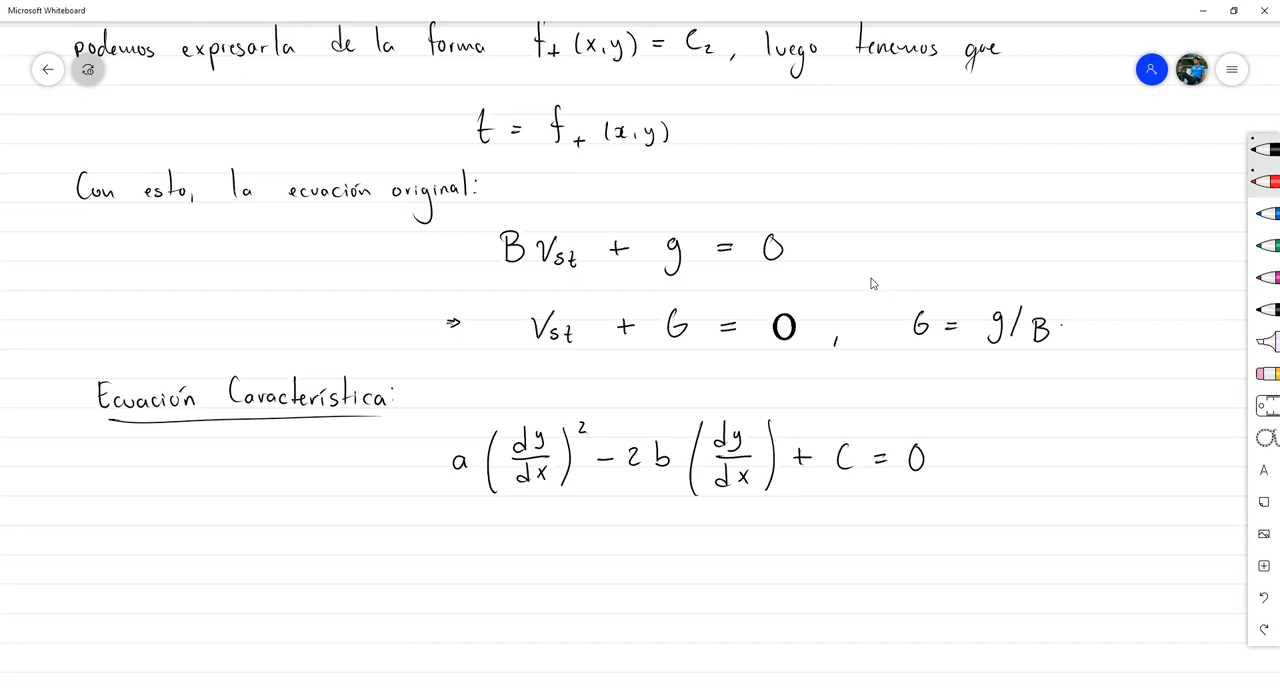 Microsoft Whiteboard
podemos expresarla de la forma f₊ (x,y) = C₂, luego tenemos que
t = f₊ (x,y)
Con esto, la ecuación original:
B Vₛₜ + g = 0
⇒ Vₛₜ + G = 0 , G = g/B.
Ecuación Característica:
a (dy/dx)² - 2b (dy/dx) + c = 0
A